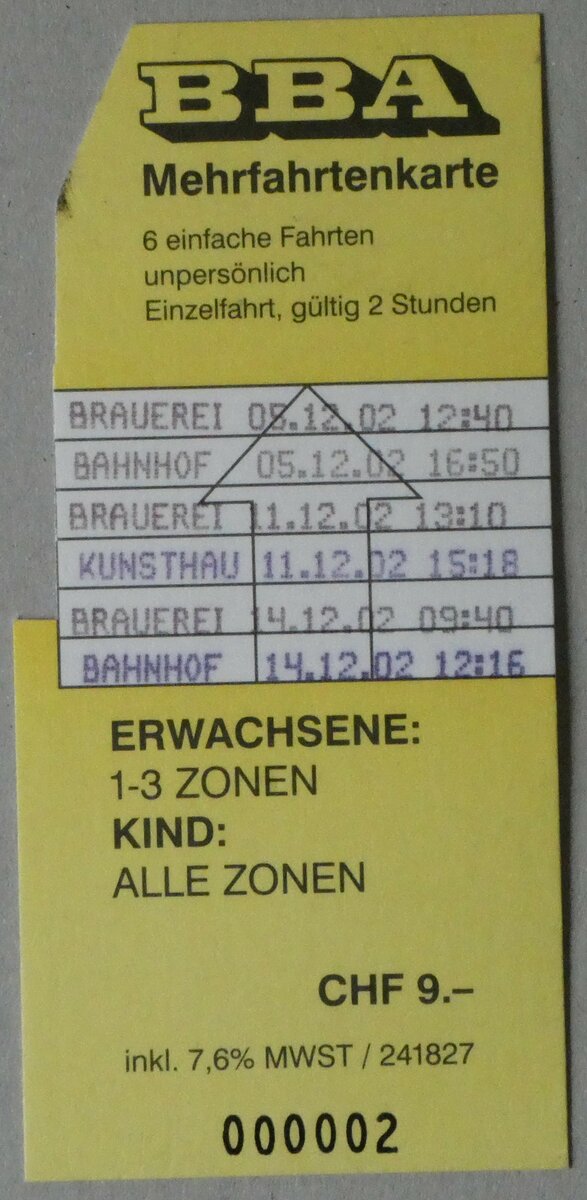 BBA
Mehrfahrtenkarte
6 einfache Fahrten
unpersönlich
Einzelfahrt, gültig 2 Stunden
BRAUEREI 05.12.02 12:40
BAHNHOF 05.12.02 16:50
BRAUEREI 11.12.02 13:10
KUNSTHAU 11.12.02 15:18
BRAUEREI 14.12.02 09:40
BAHNHOF 14.12.02 12:16
ERWACHSENE:
1-3 ZONEN
KIND:
ALLE ZONEN
CHF 9.–
inkl. 7,6% MWST / 241827
000002